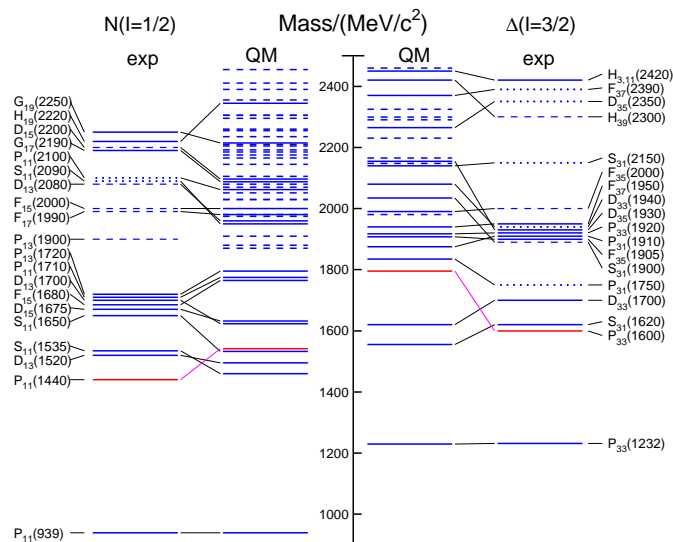 N(I=1/2)
Mass/(MeV/c²)
Δ(I=3/2)
exp
QM
QM
exp
G₁₉(2250)
H₁₉(2220)
D₁₅(2200)
G₁₇(2190)
P₁₁(2100)
S₁₁(2090)
D₁₃(2080)
F₁₅(2000)
F₁₇(1990)
P₁₃(1900)
P₁₃(1720)
P₁₁(1710)
D₁₃(1700)
F₁₅(1680)
D₁₅(1675)
S₁₁(1650)
S₁₁(1535)
D₁₃(1520)
P₁₁(1440)
P₁₁(939)
2400
2200
2000
1800
1600
1400
1200
1000
H₃,₁₁(2420)
F₃₇(2390)
D₃₅(2350)
H₃₉(2300)
S₃₁(2150)
F₃₅(2000)
F₃₇(1950)
D₃₃(1940)
D₃₅(1930)
P₃₃(1920)
P₃₁(1910)
F₃₅(1905)
S₃₁(1900)
P₃₁(1750)
D₃₃(1700)
S₃₁(1620)
P₃₃(1600)
P₃₃(1232)